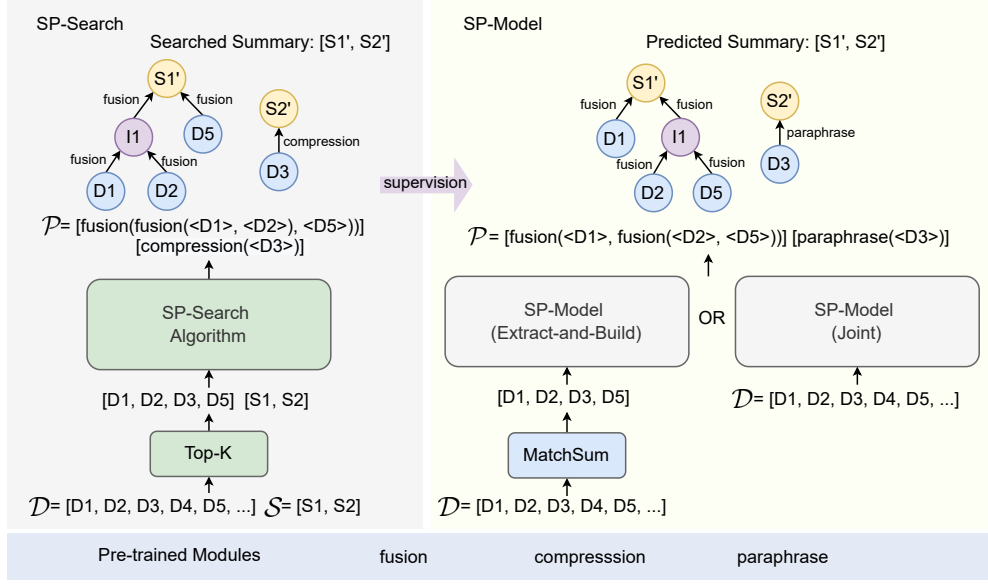 SP-Search
Searched Summary: [S1', S2']
S1'
fusion
fusion
S2'
I1
D5
compression
fusion
fusion
D3
D1
D2
𝒫= [fusion(fusion(<D1>, <D2>), <D5>))]
[compression(<D3>)]
SP-Search
Algorithm
[D1, D2, D3, D5] [S1, S2]
Top-K
𝒟= [D1, D2, D3, D4, D5, ...] 𝒮= [S1, S2]
supervision
SP-Model
Predicted Summary: [S1', S2']
S1'
fusion
fusion
S2'
D1
I1
paraphrase
fusion
fusion
D3
D2
D5
𝒫= [fusion(<D1>, fusion(<D2>, <D5>))] [paraphrase(<D3>)]
SP-Model
(Extract-and-Build)
OR
SP-Model
(Joint)
[D1, D2, D3, D5]
𝒟= [D1, D2, D3, D4, D5, ...]
MatchSum
𝒟= [D1, D2, D3, D4, D5, ...]
Pre-trained Modules fusion compresssion paraphrase